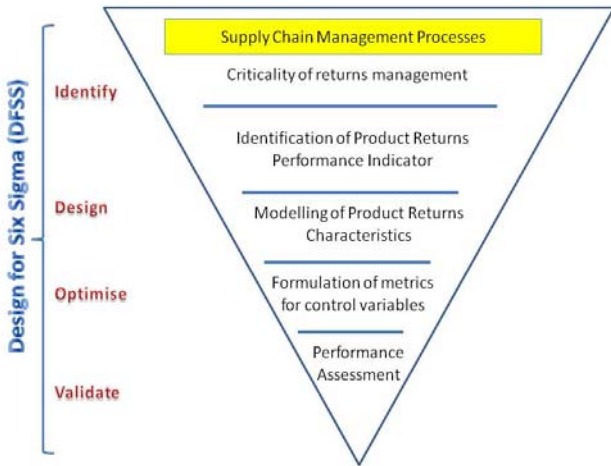 Design for Six Sigma (DFSS)
Supply Chain Management Processes
Criticality of returns management
Identify
Identification of Product Returns
Performance Indicator
Design
Modelling of Product Returns
Characteristics
Optimise
Formulation of metrics
for control variables
Performance
Assessment
Validate